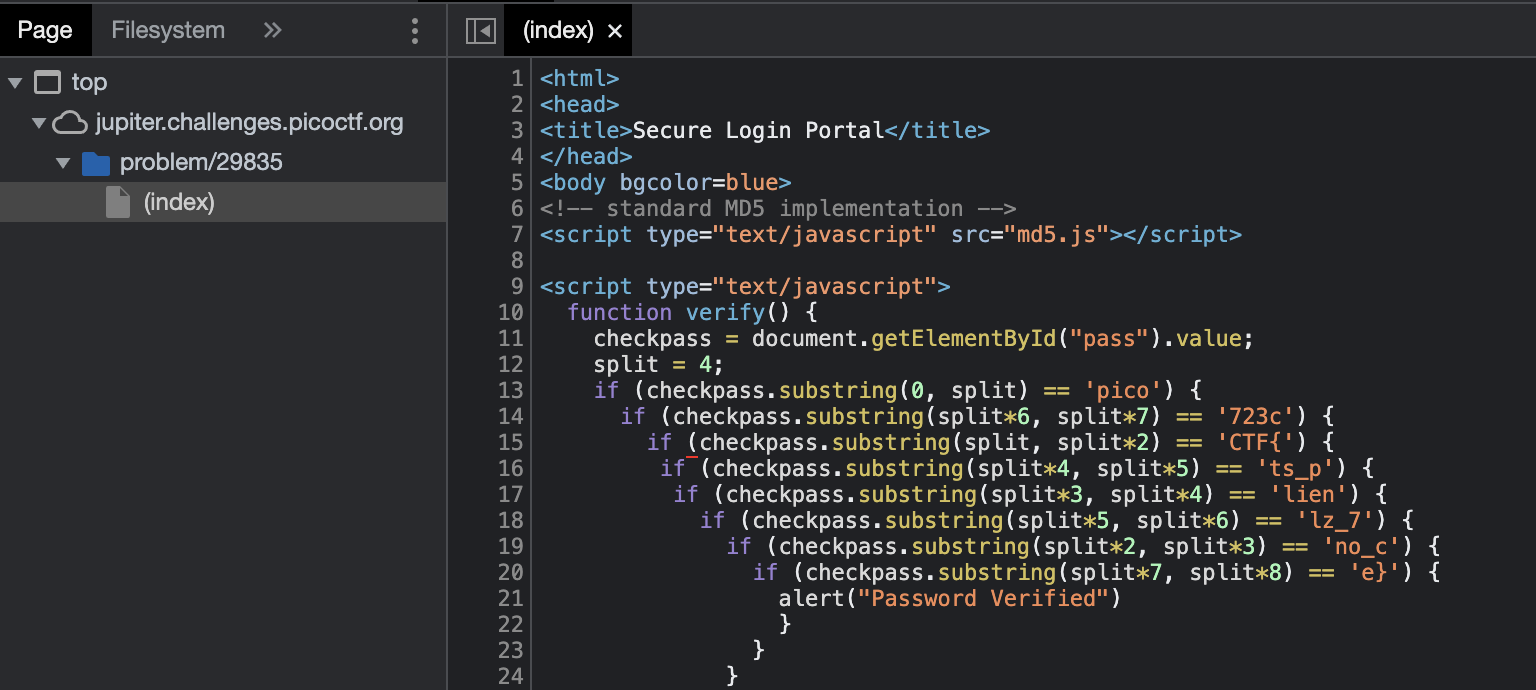 Page Filesystem (index)
top
jupiter.challenges.picoctf.org
problem/29835
(index)
1 <html>
2 <head>
3 <title>Secure Login Portal</title>
4 </head>
5 <body bgcolor=blue>
6 <!-- standard MD5 implementation -->
7 <script type="text/javascript" src="md5.js"></script>
8
9 <script type="text/javascript">
10 function verify() {
11 checkpass = document.getElementById("pass").value;
12 split = 4;
13 if (checkpass.substring(0, split) == 'pico') {
14 if (checkpass.substring(split*6, split*7) == '723c') {
15 if (checkpass.substring(split, split*2) == 'CTF{') {
16 if (checkpass.substring(split*4, split*5) == 'ts_p') {
17 if (checkpass.substring(split*3, split*4) == 'lien') {
18 if (checkpass.substring(split*5, split*6) == 'lz_7') {
19 if (checkpass.substring(split*2, split*3) == 'no_c') {
20 if (checkpass.substring(split*7, split*8) == 'e}') {
21 alert("Password Verified")
22 }
23 }
24 }